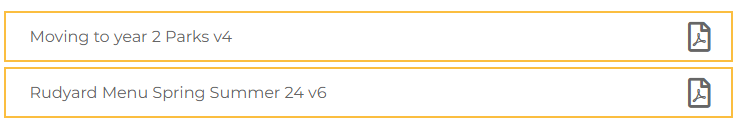 Moving to year 2 Parks v4
Rudyard Menu Spring Summer 24 v6